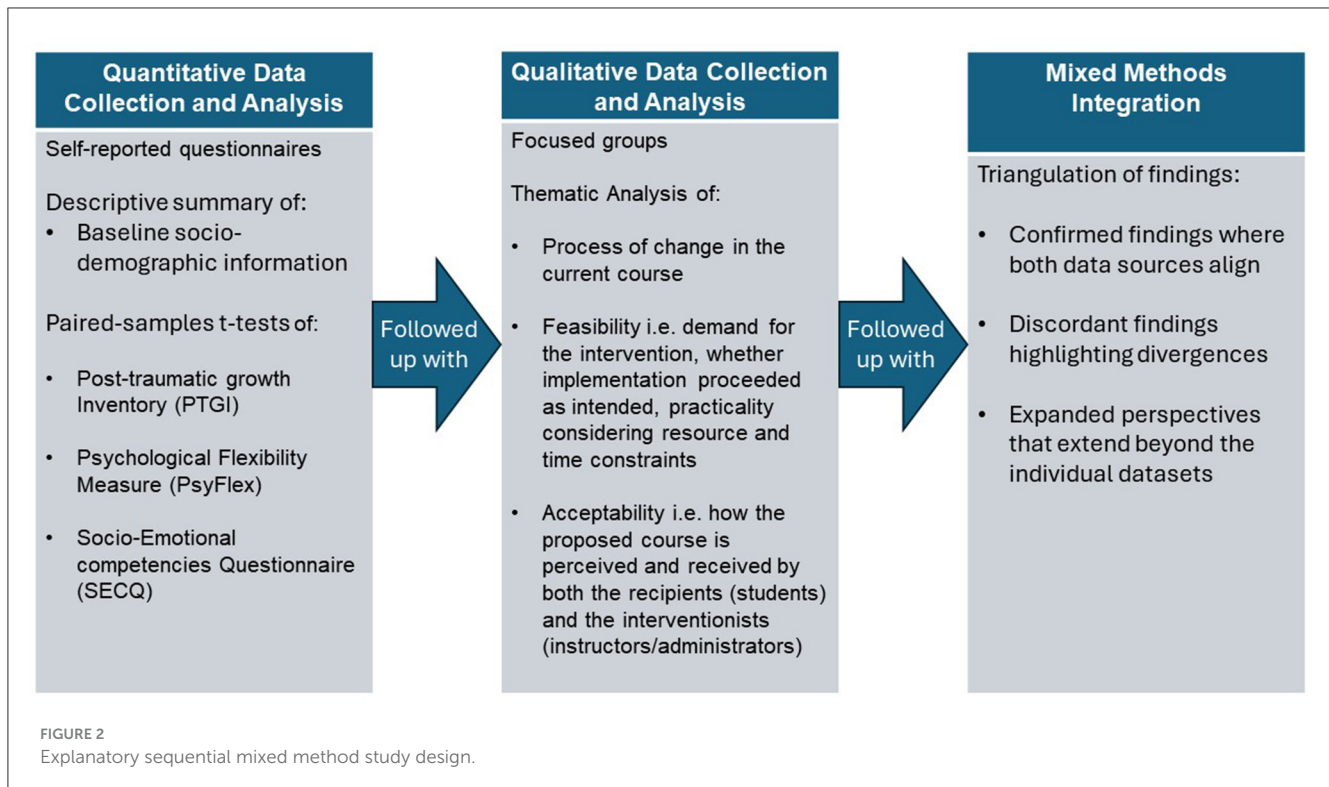 Quantitative Data
Collection and Analysis
Self-reported questionnaires
Descriptive summary of:
• Baseline socio-
demographic information
Paired-samples t-tests of:
• Post-traumatic growth
Inventory (PTGI)
• Psychological Flexibility
Measure (PsyFlex)
• Socio-Emotional
competencies Questionnaire
(SECQ)
Followed
up with
Qualitative Data Collection
and Analysis
Focused groups
Thematic Analysis of:
• Process of change in the
current course
• Feasibility i.e. demand for
the intervention, whether
implementation proceeded
as intended, practicality
considering resource and
time constraints
• Acceptability i.e. how the
proposed course is
perceived and received by
both the recipients (students)
and the interventionists
(instructors/administrators)
Followed
up with
Mixed Methods
Integration
Triangulation of findings:
• Confirmed findings where
both data sources align
• Discordant findings
highlighting divergences
• Expanded perspectives
that extend beyond the
individual datasets
FIGURE 2
Explanatory sequential mixed method study design.